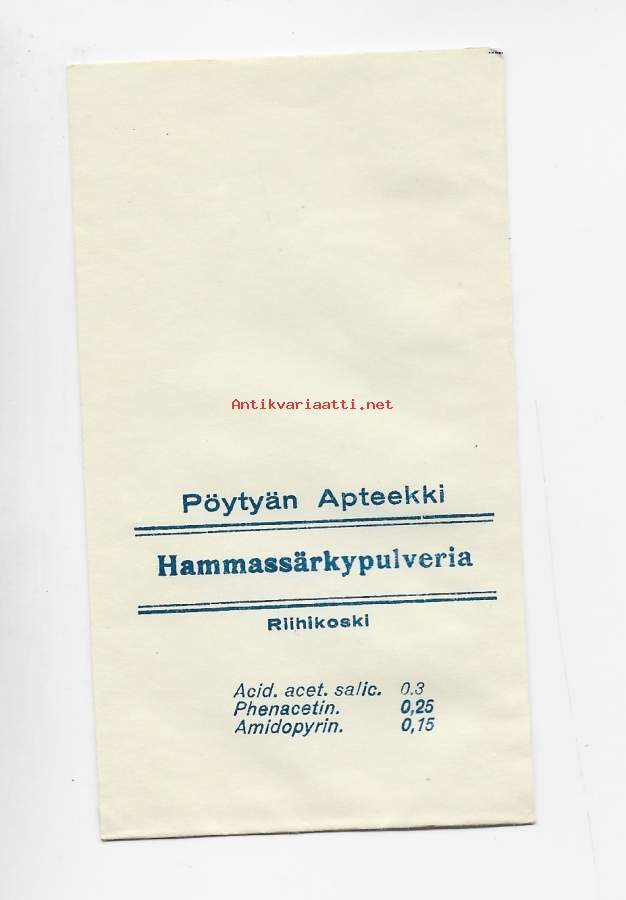 Antikvariaatti.net
Pöytyän Apteekki
Hammassärkypulveria
Riihikoski
Acid. acet. salic. 0.3
Phenacetin. 0,25
Amidopyrin. 0,15